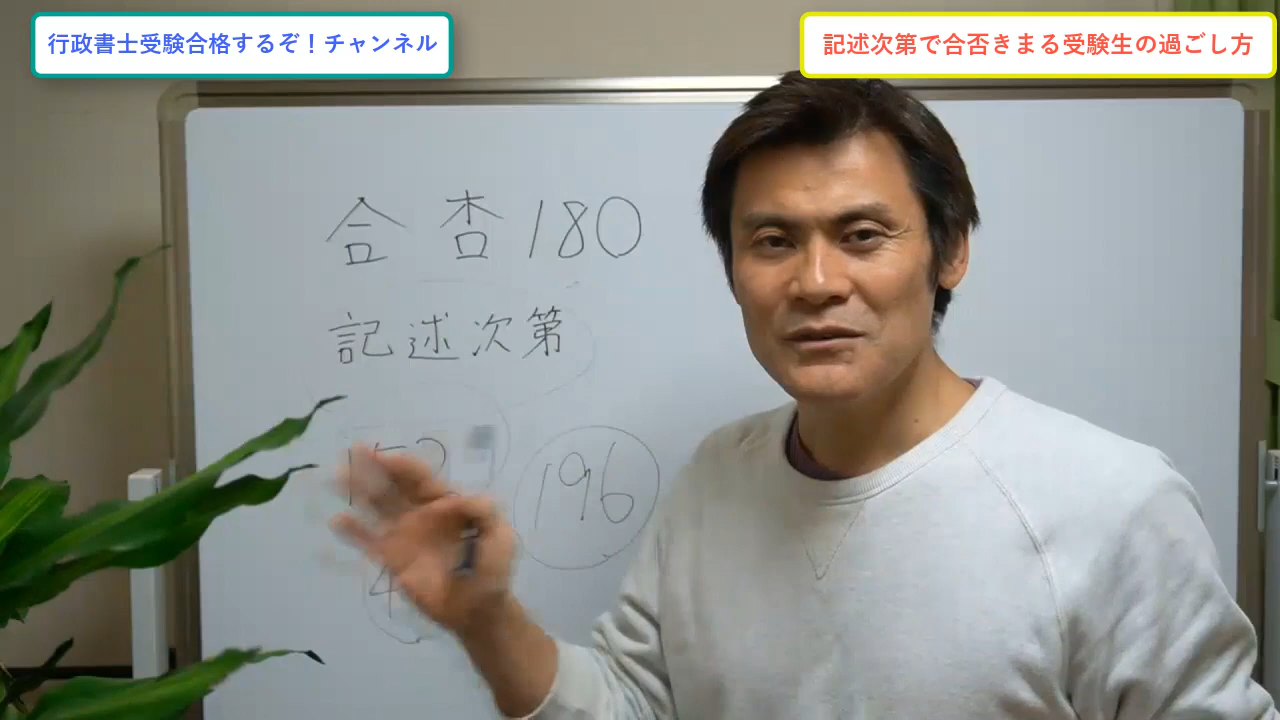 行政書士受験合格するぞ！チャンネル
記述次第で合否きまる受験生の過ごし方
合否180
記述次第
196